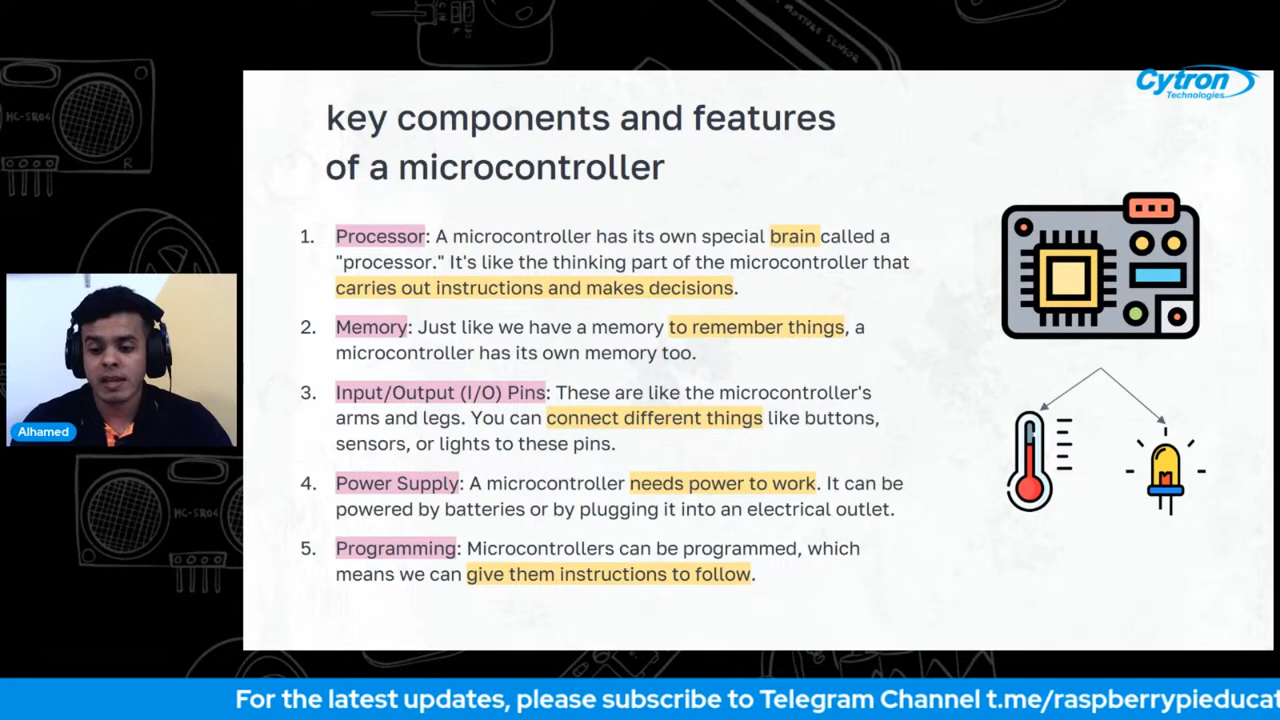 Cytron
Technologies
key components and features
of a microcontroller
1. Processor: A microcontroller has its own special brain called a
"processor." It's like the thinking part of the microcontroller that
carries out instructions and makes decisions.
2. Memory: Just like we have a memory to remember things, a
microcontroller has its own memory too.
3. Input/Output (I/O) Pins: These are like the microcontroller's
arms and legs. You can connect different things like buttons,
sensors, or lights to these pins.
4. Power Supply: A microcontroller needs power to work. It can be
powered by batteries or by plugging it into an electrical outlet.
5. Programming: Microcontrollers can be programmed, which
means we can give them instructions to follow.
HC-SR04
R
Alhamed
HC-SR04
For the latest updates, please subscribe to Telegram Channel t.me/raspberrypieducat